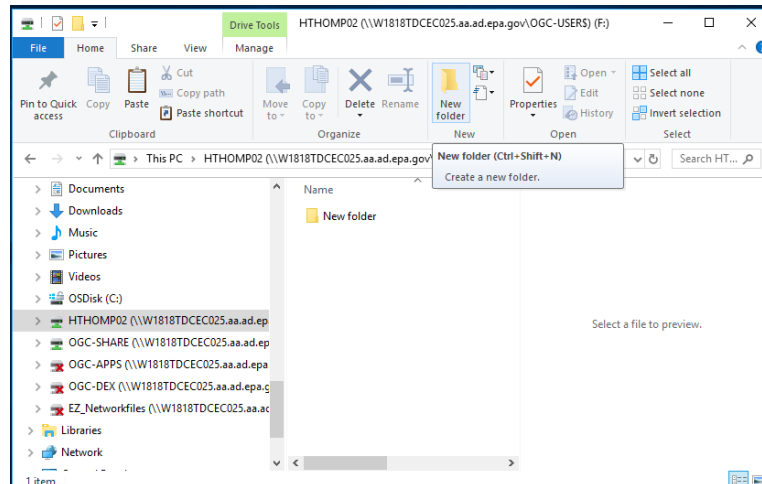 Drive Tools HTHOMP02 (\\W1818TDCEC025.aa.ad.epa.gov\OGC-USER$) (F:)
File Home Share View Manage
Pin to Quick access
Copy
Paste
Cut
Copy path
Paste shortcut
Move to
Copy to
Delete
Rename
New folder
Properties
Open
Edit
History
Select all
Select none
Invert selection
Clipboard Organize New Open Select
This PC > HTHOMP02 (\\W1818TDCEC025.aa.ad.epa.gov\ Search HT...
New folder (Ctrl+Shift+N)
Create a new folder.
Name
New folder
Documents
Downloads
Music
Pictures
Videos
OSDisk (C:)
HTHOMP02 (\\W1818TDCEC025.aa.ad.ep
OGC-SHARE (\\W1818TDCEC025.aa.ad.ep
OGC-APPS (\\W1818TDCEC025.aa.ad.epa
OGC-DEX (\\W1818TDCEC025.aa.ad.epa.g
EZ_Networkfiles (\\W1818TDCEC025.aa.ac
Libraries
Network
Select a file to preview.
1 item